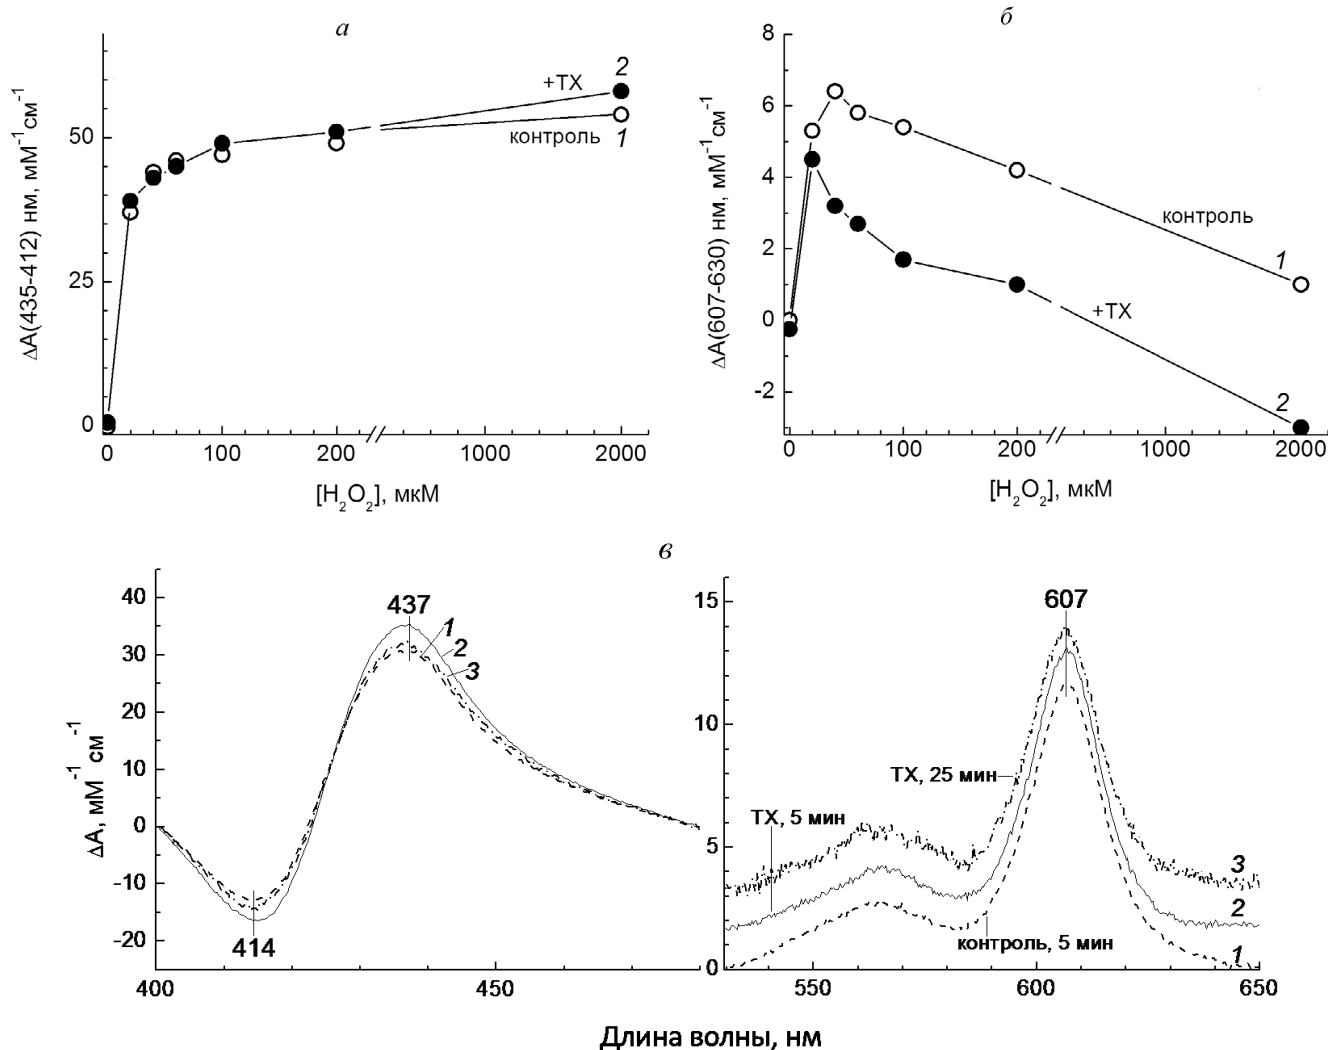 а
ΔA(435-412) нм, мМ⁻¹см⁻¹
50
25
0
+ТХ
2
контроль
1
0 100 200 1000 2000
[H₂O₂], мкМ
б
ΔA(607-630) нм, мМ⁻¹см⁻¹
8
6
4
2
0
-2
контроль
1
+ТХ
2
0 100 200 1000 2000
[H₂O₂], мкМ
в
ΔA, мМ⁻¹ см⁻¹
40
30
20
10
0
-10
-20
437
1
2
3
414
400 450
15
10
5
0
607
ТХ, 25 мин
ТХ, 5 мин
контроль, 5 мин
3
2
1
550 600 650
Длина волны, нм